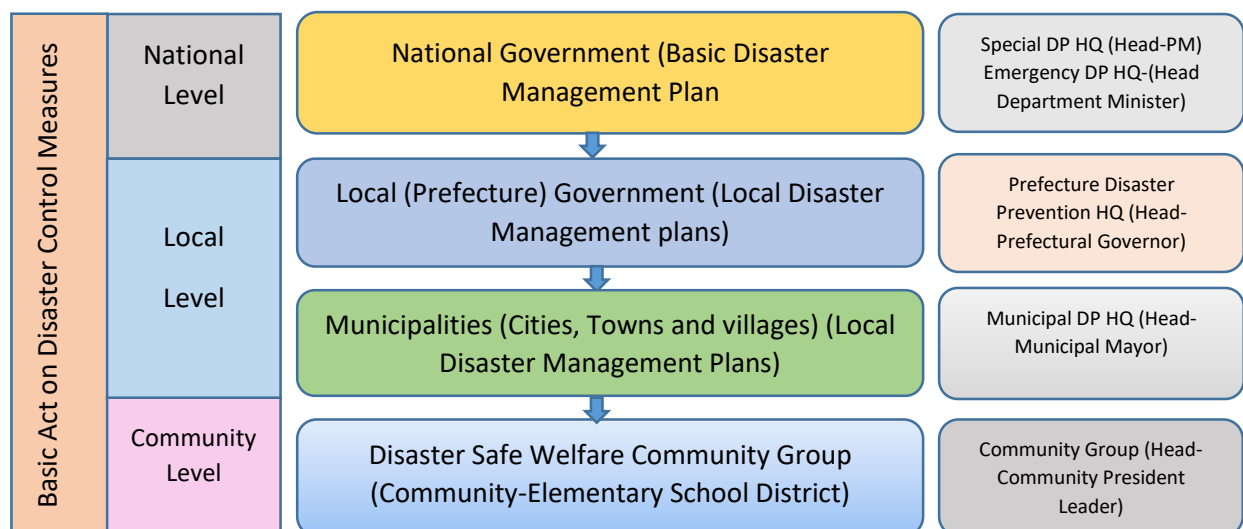 Basic Act on Disaster Control Measures
National
Level
National Government (Basic Disaster
Management Plan
Special DP HQ (Head-PM)
Emergency DP HQ-(Head
Department Minister)
Local
Level
Local (Prefecture) Government (Local Disaster
Management plans)
Prefecture Disaster
Prevention HQ (Head-
Prefectural Governor)
Municipalities (Cities, Towns and villages) (Local
Disaster Management Plans)
Municipal DP HQ (Head-
Municipal Mayor)
Community
Level
Disaster Safe Welfare Community Group
(Community-Elementary School District)
Community Group (Head-
Community President
Leader)